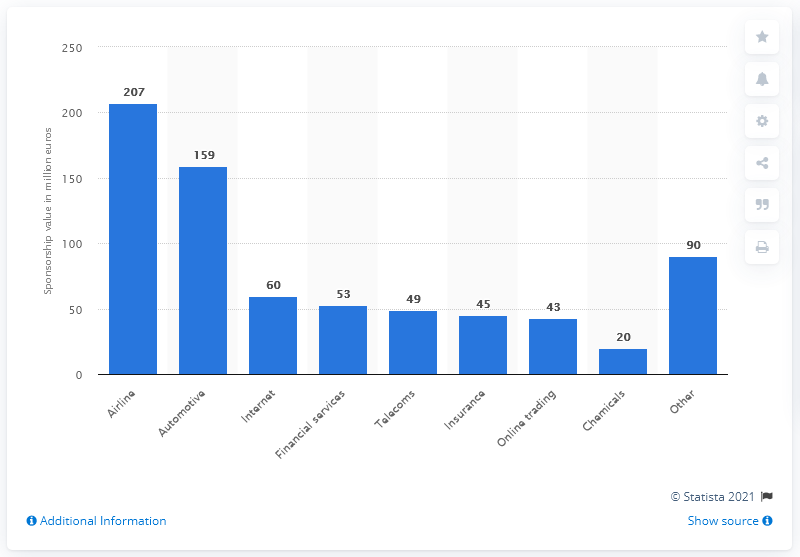 250
200
150
100
50
0
Sponsorship value in million euros
207
159
60
53
49
45
43
20
90
Airline
Automotive
Internet
Financial services
Telecoms
Insurance
Online trading
Chemicals
Other
© Statista 2021
Additional Information
Show source